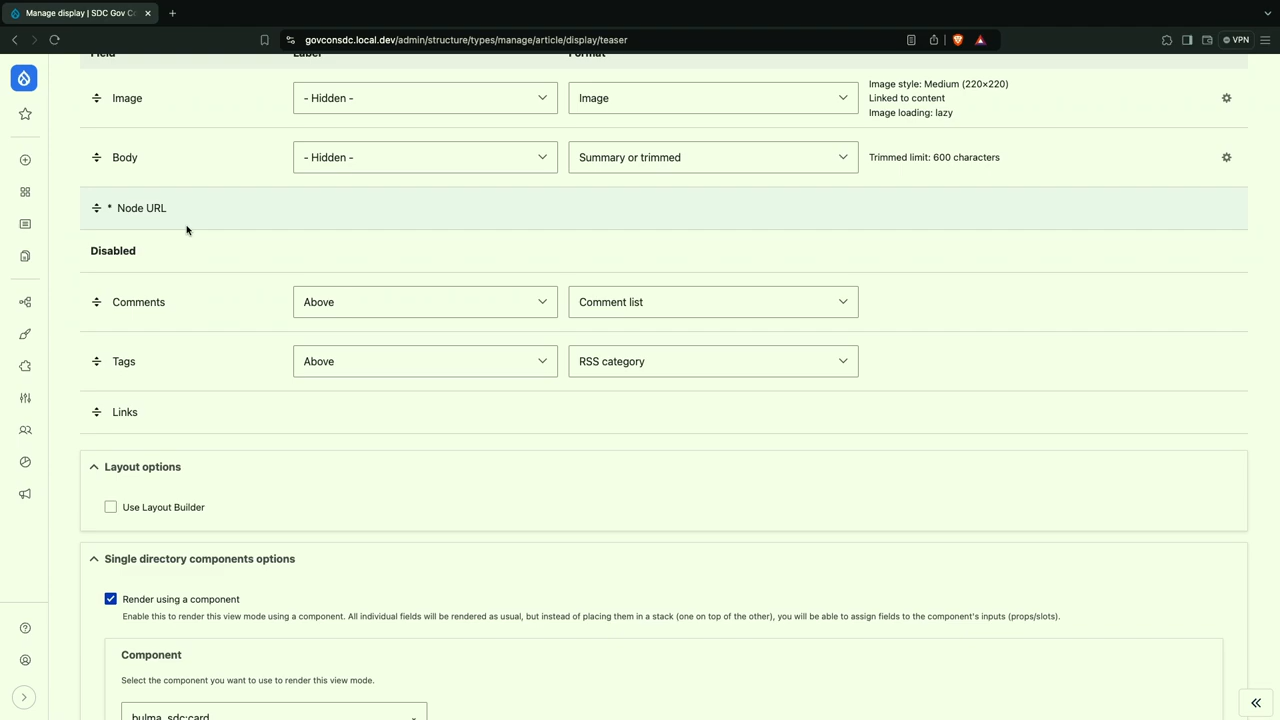 Manage display | SDC Gov Co
govconsdc.local.dev/admin/structure/types/manage/article/display/teaser
VPN
Field Label Format
Image - Hidden - Image
Image style: Medium (220×220)
Linked to content
Image loading: lazy
Body - Hidden - Summary or trimmed Trimmed limit: 600 characters
* Node URL
Disabled
Comments Above Comment list
Tags Above RSS category
Links
Layout options
Use Layout Builder
Single directory components options
Render using a component
Enable this to render this view mode using a component. All individual fields will be rendered as usual, but instead of placing them in a stack (one on top of the other), you will be able to assign fields to the component's inputs (props/slots).
Component
Select the component you want to use to render this view mode.
bulma_sdc:card